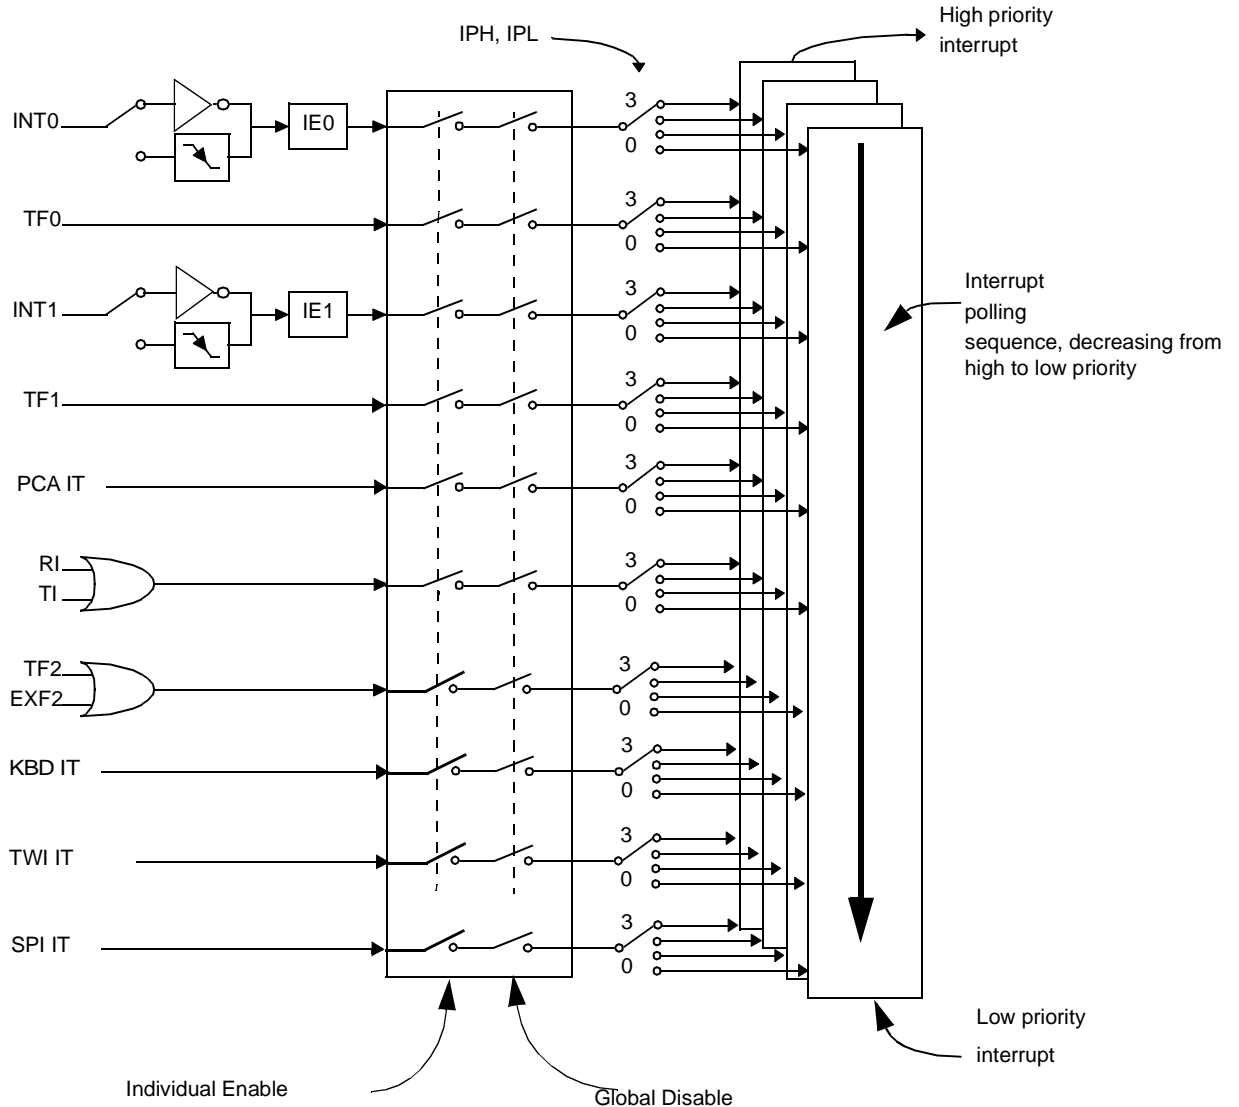 High priority
interrupt
IPH, IPL
INT0
IE0
3
0
TF0
3
0
INT1
IE1
3
0
Interrupt
polling
sequence, decreasing from
high to low priority
TF1
3
0
PCA IT
3
0
RI
TI
3
0
TF2
EXF2
3
0
KBD IT
3
0
TWI IT
3
0
SPI IT
3
0
Low priority
interrupt
Individual Enable
Global Disable